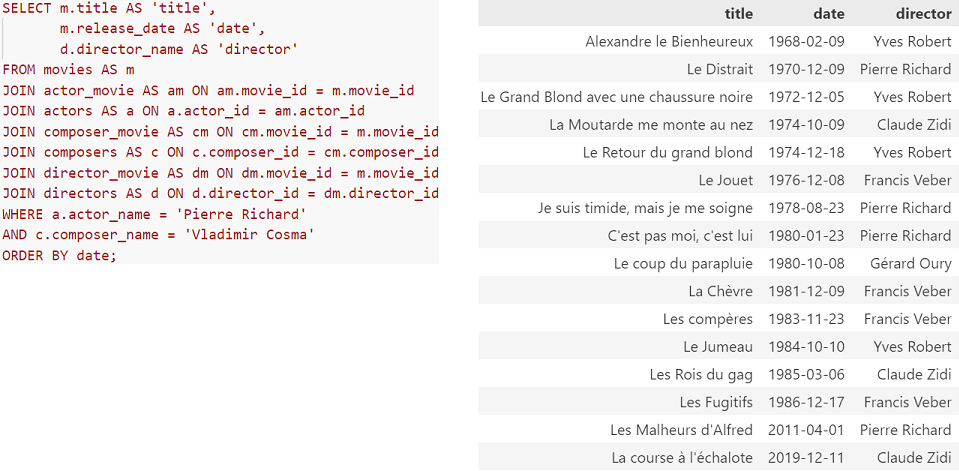 SELECT m.title AS 'title',
m.release_date AS 'date',
d.director_name AS 'director'
FROM movies AS m
JOIN actor_movie AS am ON am.movie_id = m.movie_id
JOIN actors AS a ON a.actor_id = am.actor_id
JOIN composer_movie AS cm ON cm.movie_id = m.movie_id
JOIN composers AS c ON c.composer_id = cm.composer_id
JOIN director_movie AS dm ON dm.movie_id = m.movie_id
JOIN directors AS d ON d.director_id = dm.director_id
WHERE a.actor_name = 'Pierre Richard'
AND c.composer_name = 'Vladimir Cosma'
ORDER BY date;
title date director
Alexandre le Bienheureux 1968-02-09 Yves Robert
Le Distrait 1970-12-09 Pierre Richard
Le Grand Blond avec une chaussure noire 1972-12-05 Yves Robert
La Moutarde me monte au nez 1974-10-09 Claude Zidi
Le Retour du grand blond 1974-12-18 Yves Robert
Le Jouet 1976-12-08 Francis Veber
Je suis timide, mais je me soigne 1978-08-23 Pierre Richard
C'est pas moi, c'est lui 1980-01-23 Pierre Richard
Le coup du parapluie 1980-10-08 Gérard Oury
La Chèvre 1981-12-09 Francis Veber
Les compères 1983-11-23 Francis Veber
Le Jumeau 1984-10-10 Yves Robert
Les Rois du gag 1985-03-06 Claude Zidi
Les Fugitifs 1986-12-17 Francis Veber
Les Malheurs d'Alfred 2011-04-01 Pierre Richard
La course à l'échalote 2019-12-11 Claude Zidi